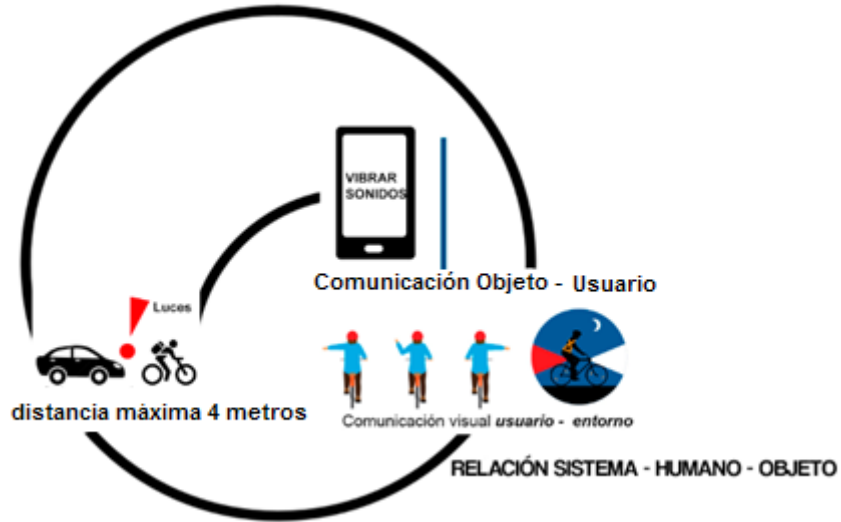 VIBRAR
SONIDOS
Comunicación Objeto - Usuario
Luces
distancia máxima 4 metros
Comunicación visual usuario - entorno
RELACIÓN SISTEMA - HUMANO - OBJETO